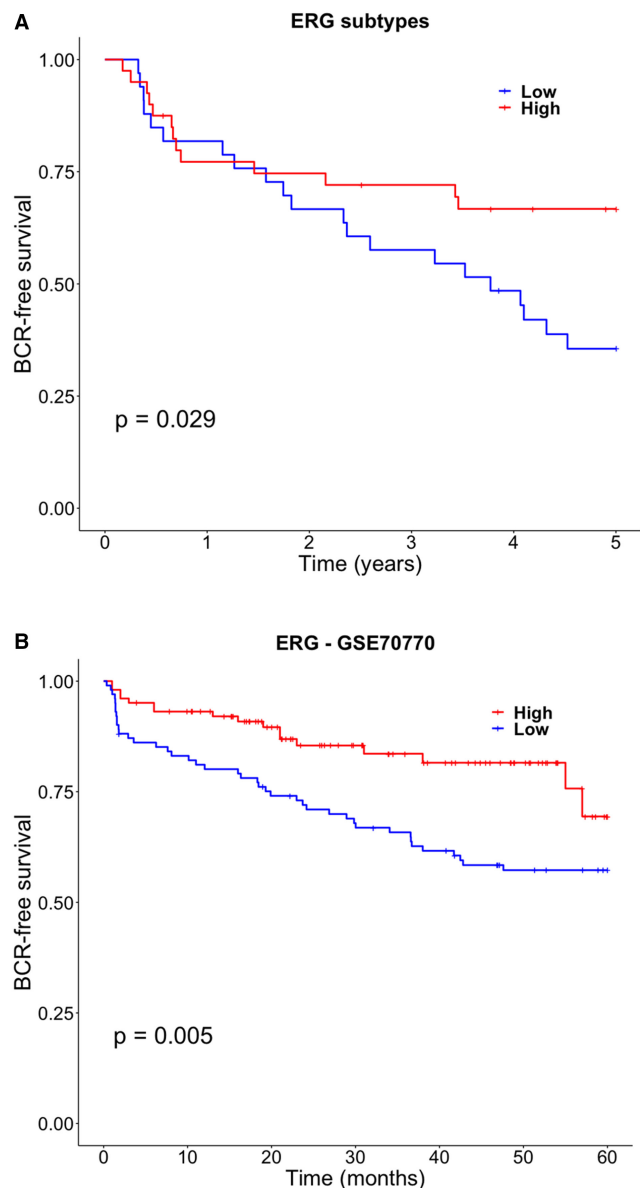 A
ERG subtypes
1.00
0.75
0.50
0.25
0.00
BCR-free survival
Low
High
p = 0.029
0 1 2 3 4 5
Time (years)
B
ERG - GSE70770
1.00
0.75
0.50
0.25
0.00
BCR-free survival
High
Low
p = 0.005
0 10 20 30 40 50 60
Time (months)